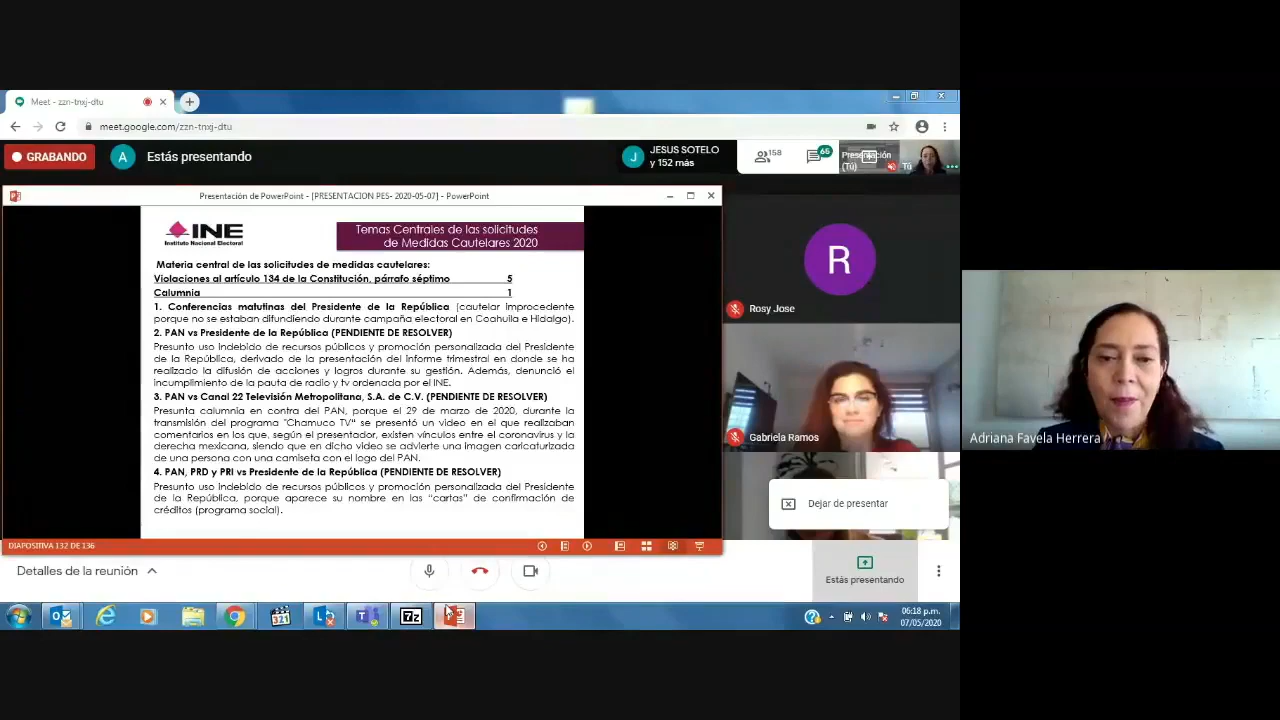 Meet - zzn-tnxj-dtu
meet.google.com/zzn-tnxj-dtu
GRABANDO
A
Estás presentando
J
JESUS SOTELO
y 152 más
158
65
Presentación
(Tú)
Tú
Presentación de PowerPoint - [PRESENTACION PES- 2020-05-07] - PowerPoint
INE
Instituto Nacional Electoral
Temas Centrales de las solicitudes
de Medidas Cautelares 2020
Materia central de las solicitudes de medidas cautelares:
Violaciones al artículo 134 de la Constitución, párrafo séptimo 5
Calumnia 1
1. Conferencias matutinas del Presidente de la República (cautelar improcedente
porque no se estaban difundiendo durante campaña electoral en Coahuila e Hidalgo).
2. PAN vs Presidente de la República (PENDIENTE DE RESOLVER)
Presunto uso indebido de recursos públicos y promoción personalizada del Presidente
de la República, derivado de la presentación del informe trimestral en donde se ha
realizado la difusión de acciones y logros durante su gestión. Además, denunció el
incumplimiento de la pauta de radio y tv ordenada por el INE.
3. PAN vs Canal 22 Televisión Metropolitana, S.A. de C.V. (PENDIENTE DE RESOLVER)
Presunta calumnia en contra del PAN, porque el 29 de marzo de 2020, durante la
transmisión del programa "Chamuco TV" se presentó un video en el que realizaban
comentarios en los que, según el presentador, existen vínculos entre el coronavirus y la
derecha mexicana, siendo que en dicho video se advierte una imagen caricaturizada
de una persona con una camiseta con el logo del PAN.
4. PAN, PRD y PRI vs Presidente de la República (PENDIENTE DE RESOLVER)
Presunto uso indebido de recursos públicos y promoción personalizada del Presidente
de la República, porque aparece su nombre en las “cartas” de confirmación de
créditos (programa social).
DIAPOSITIVA 132 DE 136
R
Rosy Jose
Gabriela Ramos
Dejar de presentar
Adriana Favela Herrera
Detalles de la reunión
Estás presentando
321
7z
06:18 p.m.
07/05/2020